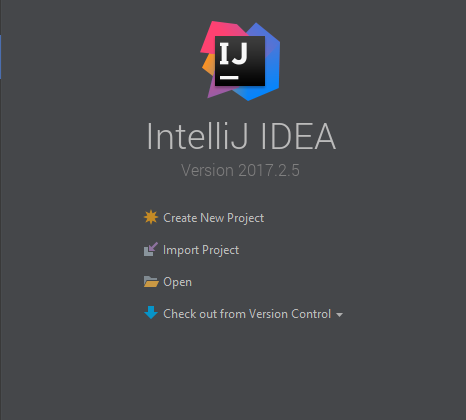 IJ
IntelliJ IDEA
Version 2017.2.5
Create New Project
Import Project
Open
Check out from Version Control